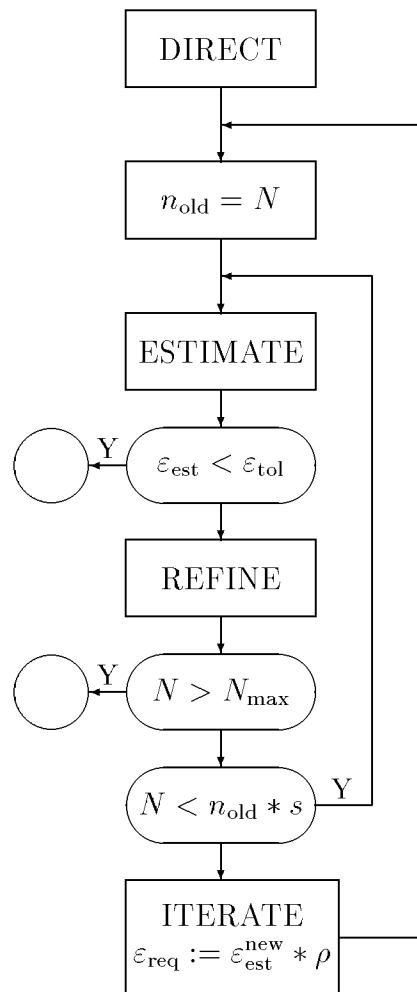 DIRECT
n_old = N
ESTIMATE
Y
ε_est < ε_tol
REFINE
Y
N > N_max
N < n_old * s
Y
ITERATE
ε_req := ε_est^new * ρ